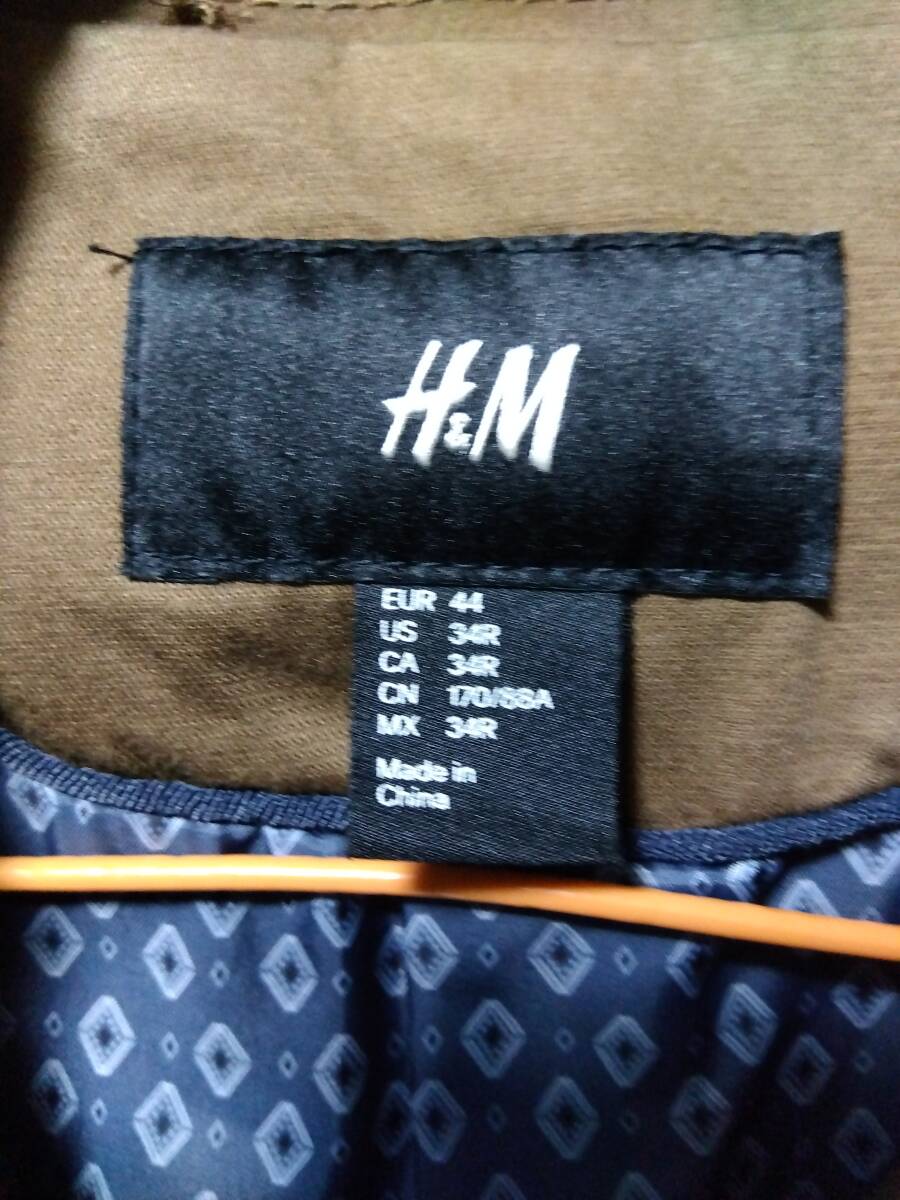 H&M
EUR 44
US 34R
CA 34R
CN 170/88A
MX 34R
Made in
China